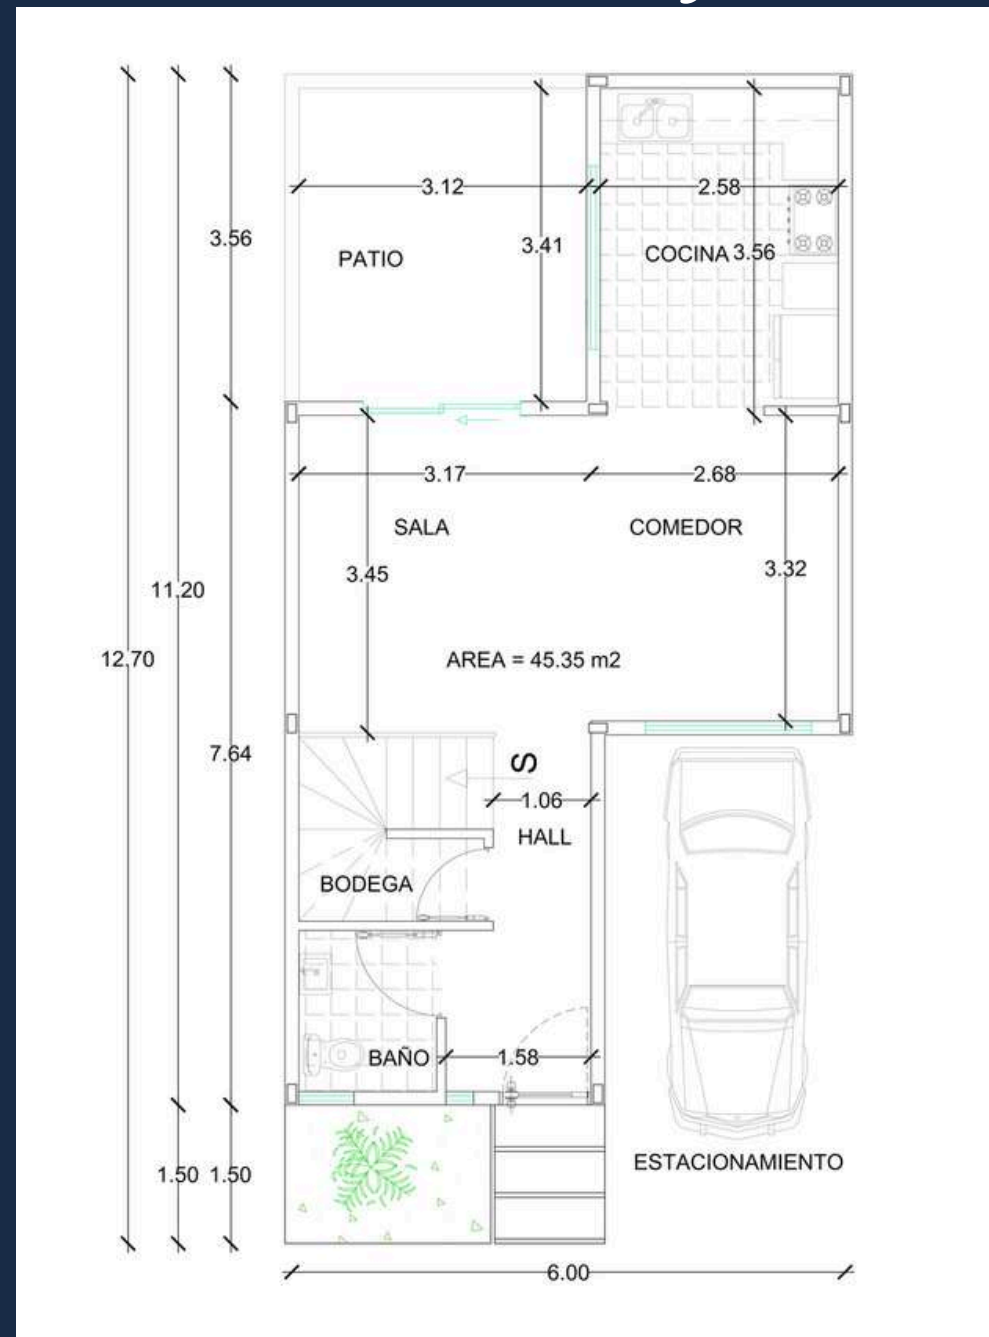 3.12
2.58
3.56
PATIO
3.41
COCINA
3.56
3.17
2.68
SALA
COMEDOR
3.45
3.32
11.20
12.70
AREA = 45.35 m2
7.64
S
1.06
HALL
BODEGA
BAÑO
1.58
ESTACIONAMIENTO
1.50
1.50
6.00